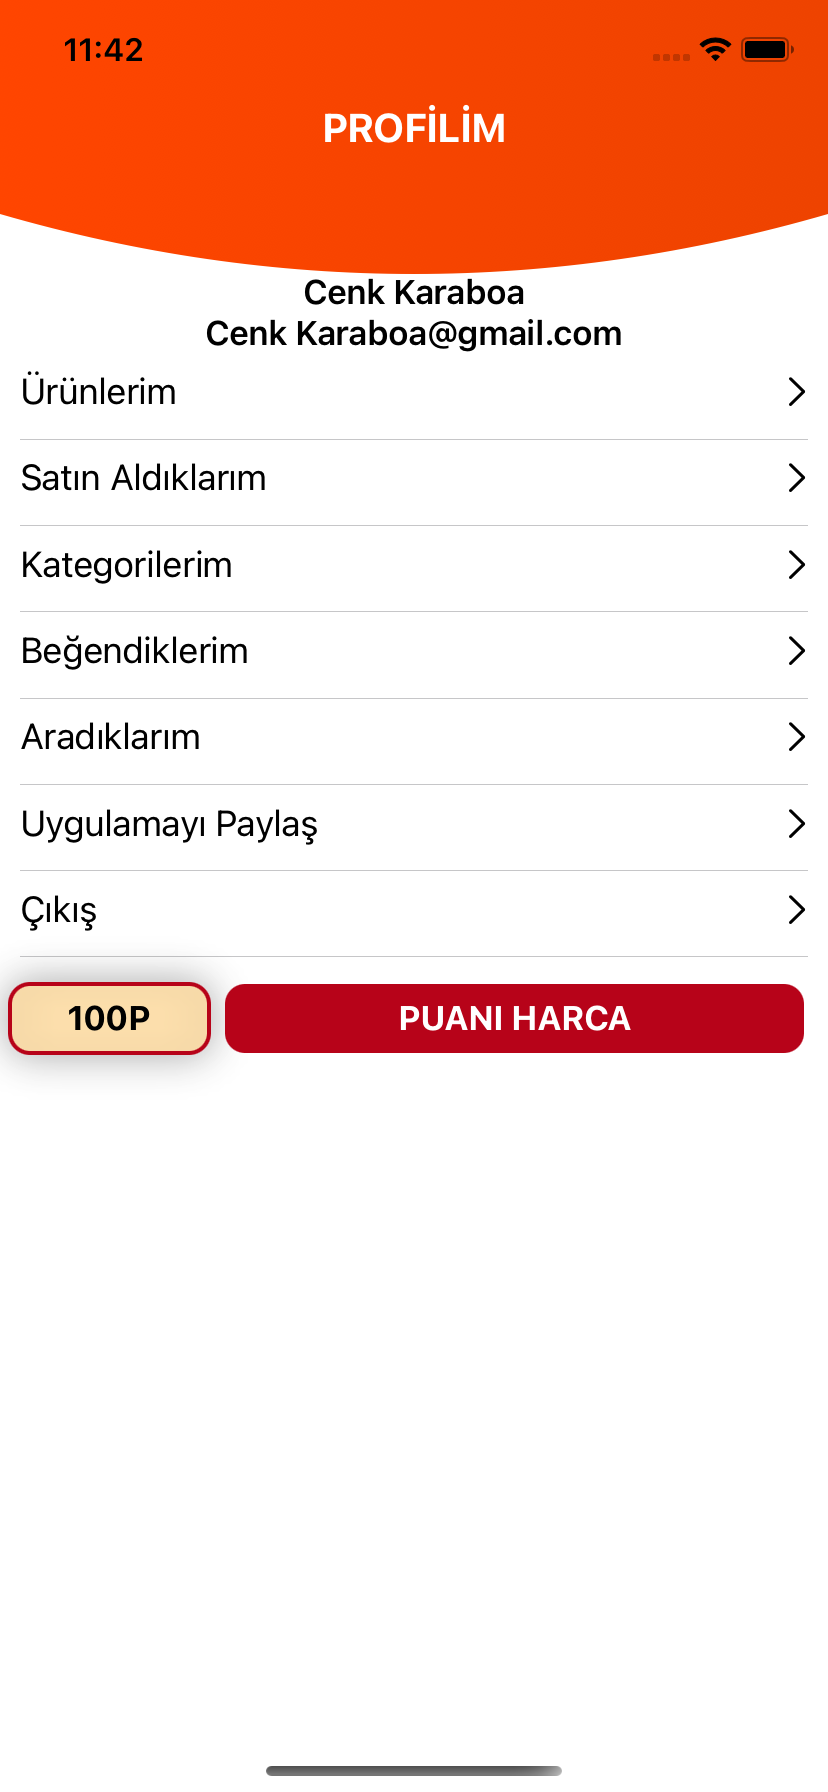 11:42
PROFİLİM
Cenk Karaboa
Cenk Karaboa@gmail.com
Ürünlerim
Satın Aldıklarım
Kategorilerim
Beğendiklerim
Aradıklarım
Uygulamayı Paylaş
Çıkış
100P
PUANI HARCA